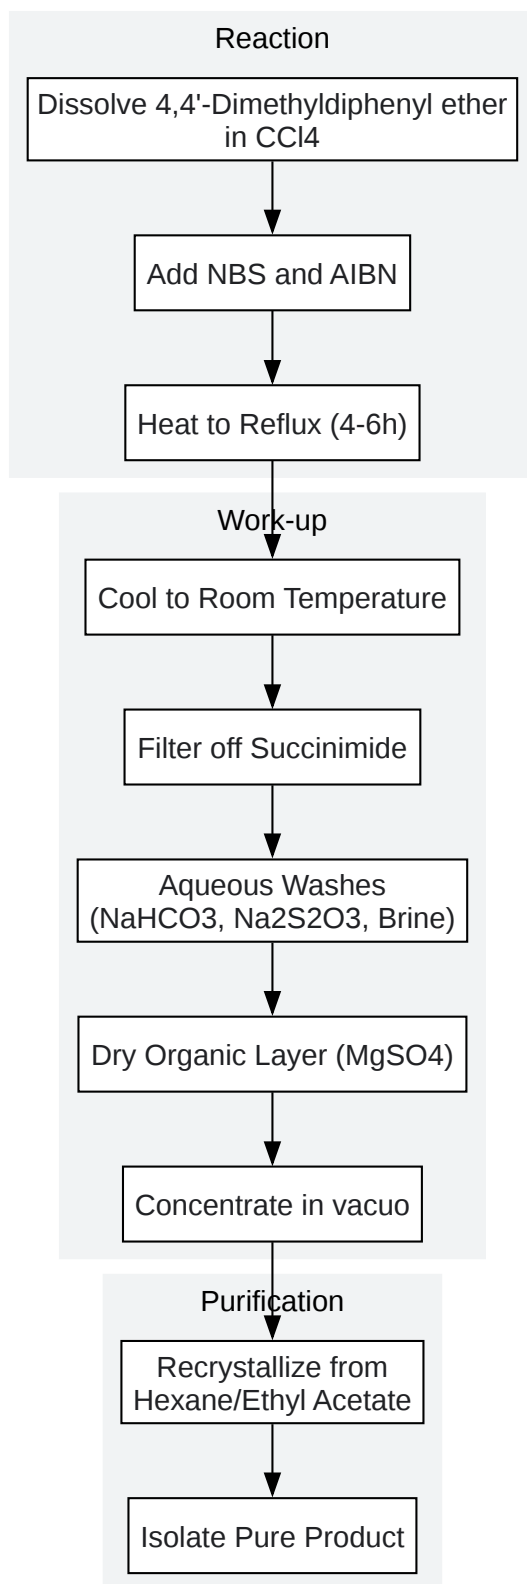 Reaction
Dissolve 4,4'-Dimethyldiphenyl ether
in CCl4
Add NBS and AIBN
Heat to Reflux (4-6h)
Work-up
Cool to Room Temperature
Filter off Succinimide
Aqueous Washes
(NaHCO3, Na2S2O3, Brine)
Dry Organic Layer (MgSO4)
Concentrate in vacuo
Purification
Recrystallize from
Hexane/Ethyl Acetate
Isolate Pure Product